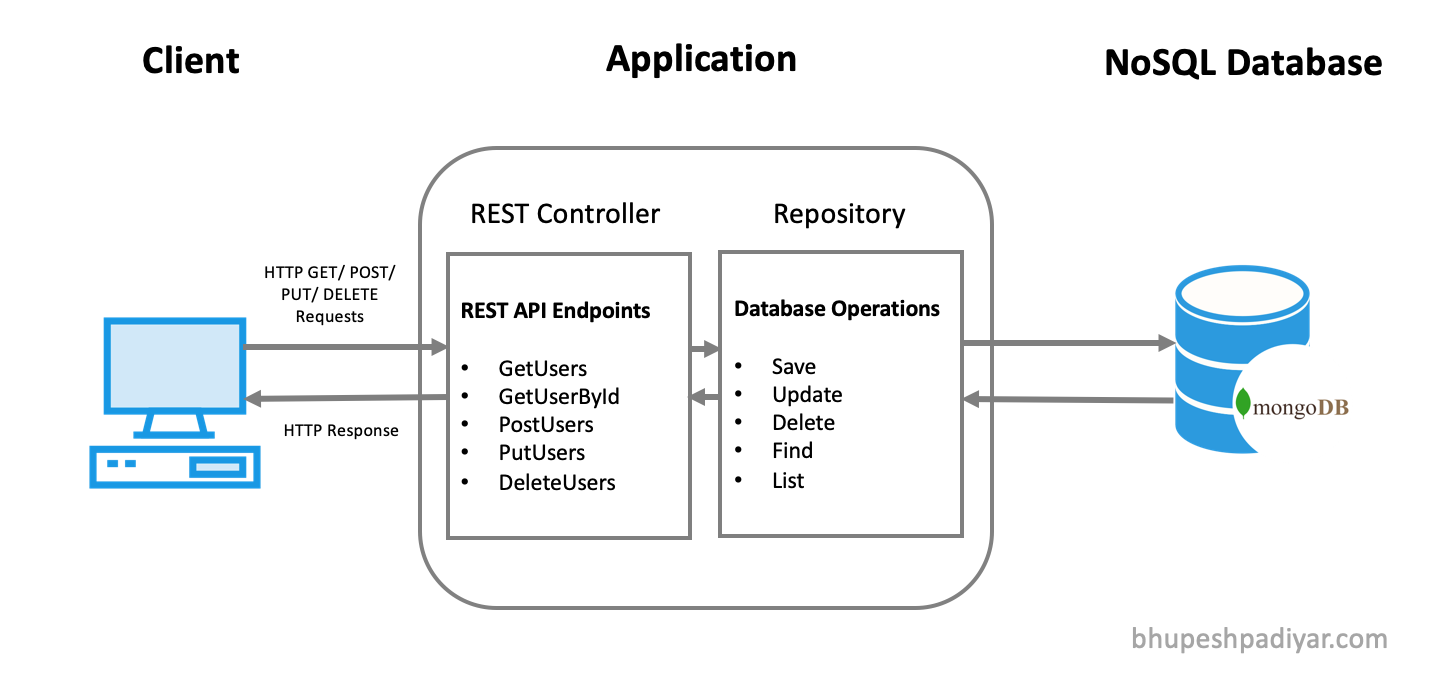 Client
Application
NoSQL Database
REST Controller
Repository
HTTP GET/ POST/
PUT/ DELETE
Requests
HTTP Response
REST API Endpoints
• GetUsers
• GetUserById
• PostUsers
• PutUsers
• DeleteUsers
Database Operations
• Save
• Update
• Delete
• Find
• List
mongoDB
bhupeshpadiyar.com